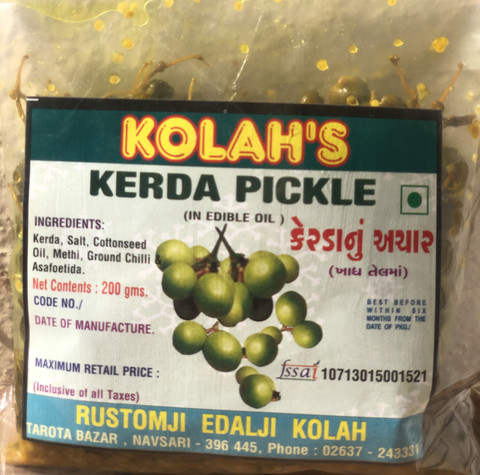 KOLAH'S
KERDA PICKLE
(IN EDIBLE OIL)
કેરડાનું અચાર
(ખાદ્ય તેલમાં)
INGREDIENTS:
Kerda, Salt, Cottonseed
Oil, Methi, Ground Chilli &
Asafoetida.
Net Contents : 200 gms.
CODE NO./
DATE OF MANUFACTURE.
BEST BEFORE
WITHIN SIX
MONTHS FROM THE
DATE OF PKG./
MAXIMUM RETAIL PRICE :
(Inclusive of all Taxes)
fssai 10713015001521
RUSTOMJI EDALJI KOLAH
TAROTA BAZAR, NAVSARI - 396 445, Phone : 02637 - 243331